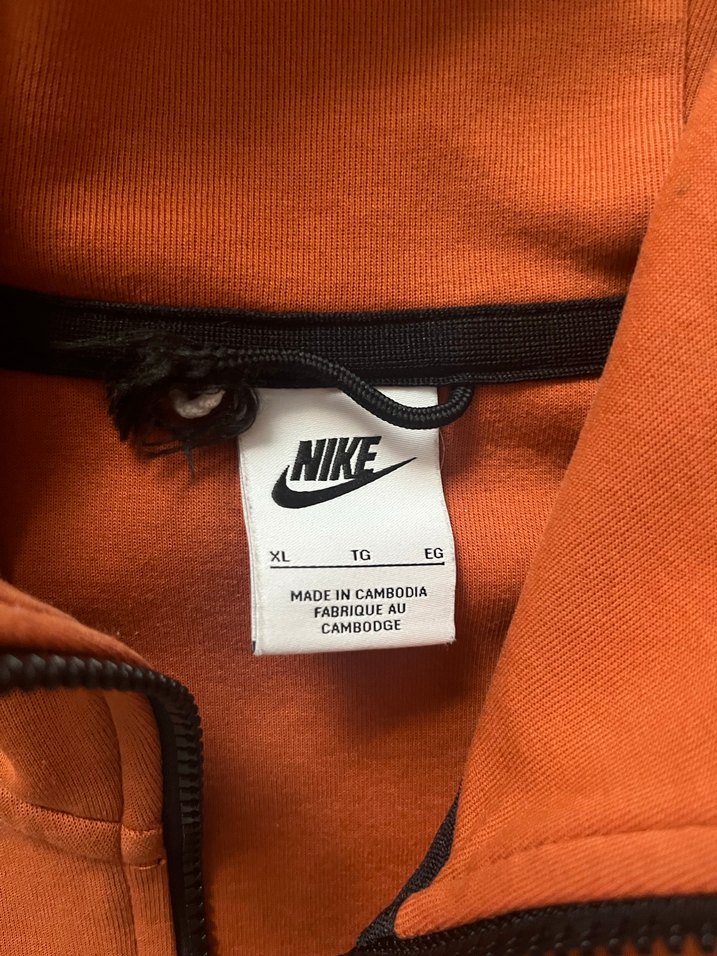 NIKE
XL TG EG
MADE IN CAMBODIA
FABRIQUE AU
CAMBODGE